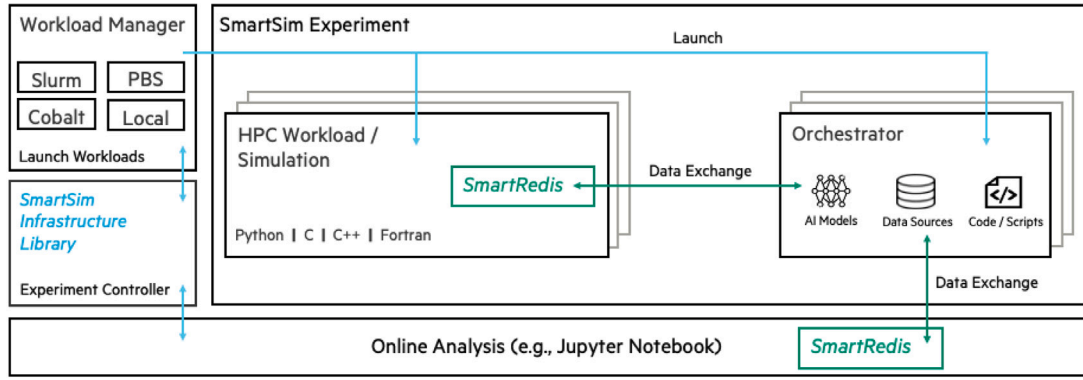 Workload Manager
Slurm
PBS
Cobalt
Local
Launch Workloads
SmartSim
Infrastructure
Library
Experiment Controller
SmartSim Experiment
Launch
HPC Workload /
Simulation
SmartRedis
Python | C | C++ | Fortran
Data Exchange
Orchestrator
AI Models
Data Sources
</>
Code / Scripts
Data Exchange
Online Analysis (e.g., Jupyter Notebook)
SmartRedis